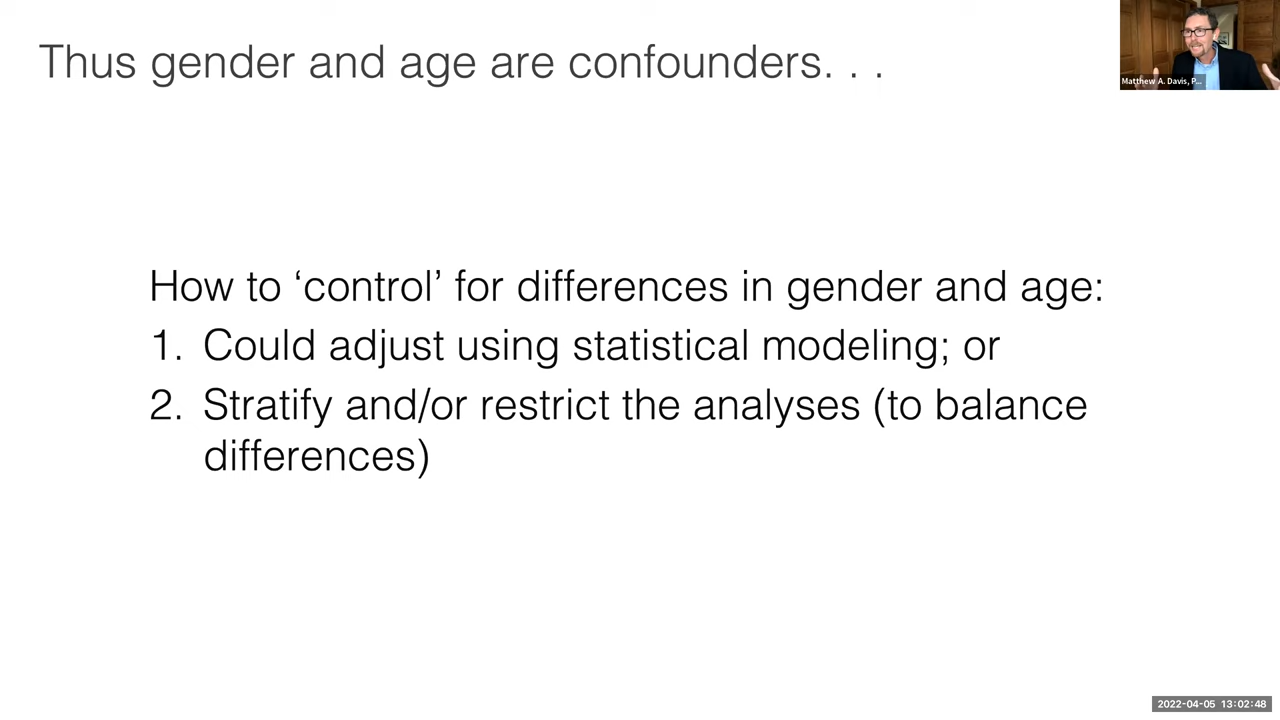 Thus gender and age are confounders. . .
Matthew A. Davis, P...
How to ‘control’ for differences in gender and age:
1. Could adjust using statistical modeling; or
2. Stratify and/or restrict the analyses (to balance
differences)
2022-04-05 13:02:48